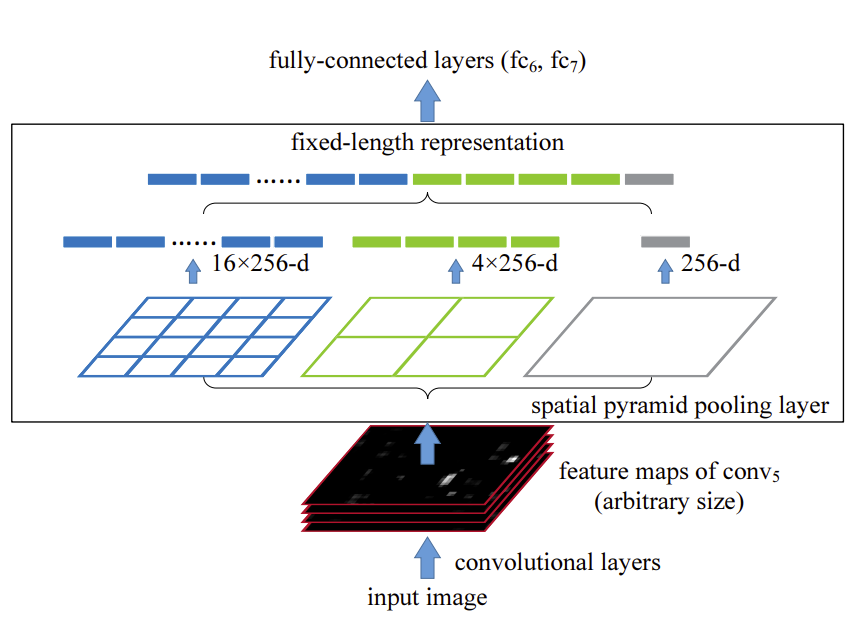 fully-connected layers (fc₆, fc₇)
fixed-length representation
......
......
16×256-d
4×256-d
256-d
spatial pyramid pooling layer
feature maps of conv₅
(arbitrary size)
convolutional layers
input image